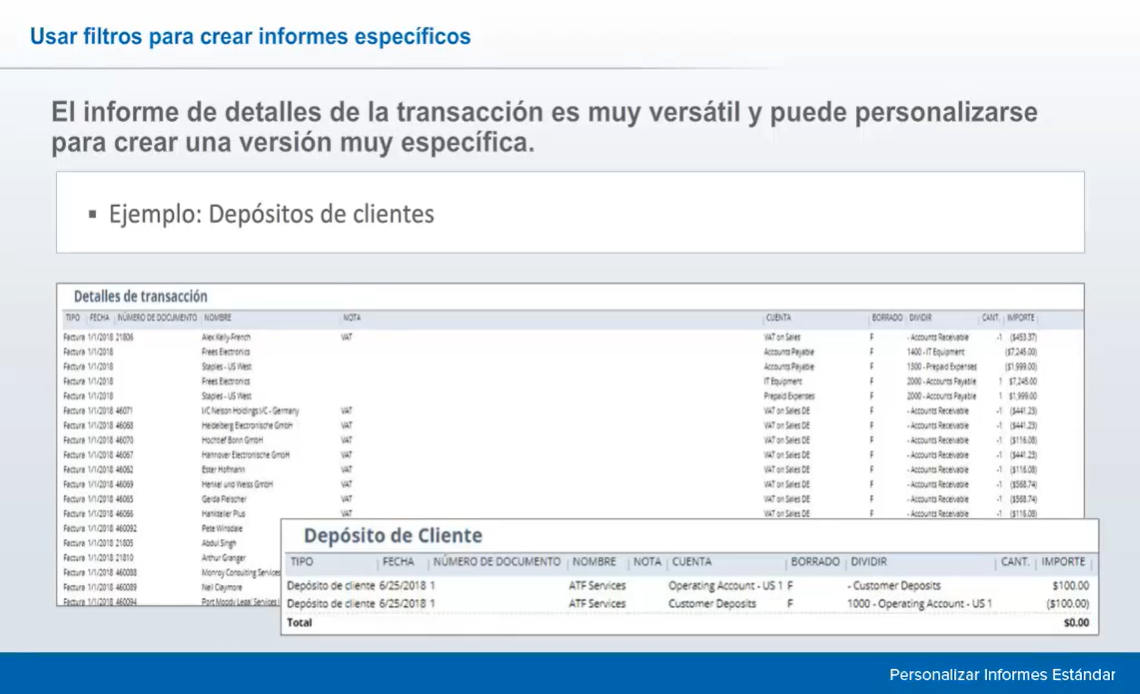 Usar filtros para crear informes específicos
El informe de detalles de la transacción es muy versátil y puede personalizarse
para crear una versión muy específica.
▪ Ejemplo: Depósitos de clientes
Detalles de transacción
TIPO FECHA NÚMERO DE DOCUMENTO NOMBRE NOTA CUENTA BORRADO DIVIDIR CANT. IMPORTE
Factura 1/1/2018 21806 Alex Kelly-French VAT VAT on Sales F - Accounts Receivable -1 ($453.37)
Factura 1/1/2018 Frees Electronics Accounts Payable F 1400 - IT Equipment ($7,245.00)
Factura 1/1/2018 Staples - US West Accounts Payable F 1300 - Prepaid Expenses ($1,999.00)
Factura 1/1/2018 Frees Electronics IT Equipment F 2000 - Accounts Payable 1 $7,245.00
Factura 1/1/2018 Staples - US West Prepaid Expenses F 2000 - Accounts Payable 1 $1,999.00
Factura 1/1/2018 46071 I/C Nelson Holdings I/C - Germany VAT VAT on Sales DE F - Accounts Receivable -1 ($441.23)
Factura 1/1/2018 46068 Heidelberg Electronische GmbH VAT VAT on Sales DE F - Accounts Receivable -1 ($441.23)
Factura 1/1/2018 46070 Hochtief Bonn GmbH VAT VAT on Sales DE F - Accounts Receivable -1 ($116.08)
Factura 1/1/2018 46067 Hannover Electronische GmbH VAT VAT on Sales DE F - Accounts Receivable -1 ($441.23)
Factura 1/1/2018 46062 Ester Hofmann VAT VAT on Sales DE F - Accounts Receivable -1 ($116.08)
Factura 1/1/2018 46069 Henkel und Weiss GmbH VAT VAT on Sales DE F - Accounts Receivable -1 ($568.74)
Factura 1/1/2018 46065 Gerda Fleischer VAT VAT on Sales DE F - Accounts Receivable -1 ($568.74)
Factura 1/1/2018 46066 Plus VAT VAT on Sales DE F - Accounts Receivable -1 ($116.08)
Factura 1/1/2018 460092 Pete Winsdale
Factura 1/1/2018 21805 Abdul Singh
Factura 1/1/2018 21810 Arthur Granger
Factura 1/1/2018 460088 Monroy Consulting Services
Factura 1/1/2018 460089 Neil Claymore
Factura 1/1/2018 460094 Port Moody Legal Services
Depósito de Cliente
TIPO FECHA NÚMERO DE DOCUMENTO NOMBRE NOTA CUENTA BORRADO DIVIDIR CANT. IMPORTE
Depósito de cliente 6/25/2018 1 ATF Services Operating Account - US 1 F - Customer Deposits $100.00
Depósito de cliente 6/25/2018 1 ATF Services Customer Deposits F 1000 - Operating Account - US 1 ($100.00)
Total $0.00
Personalizar Informes Estándar